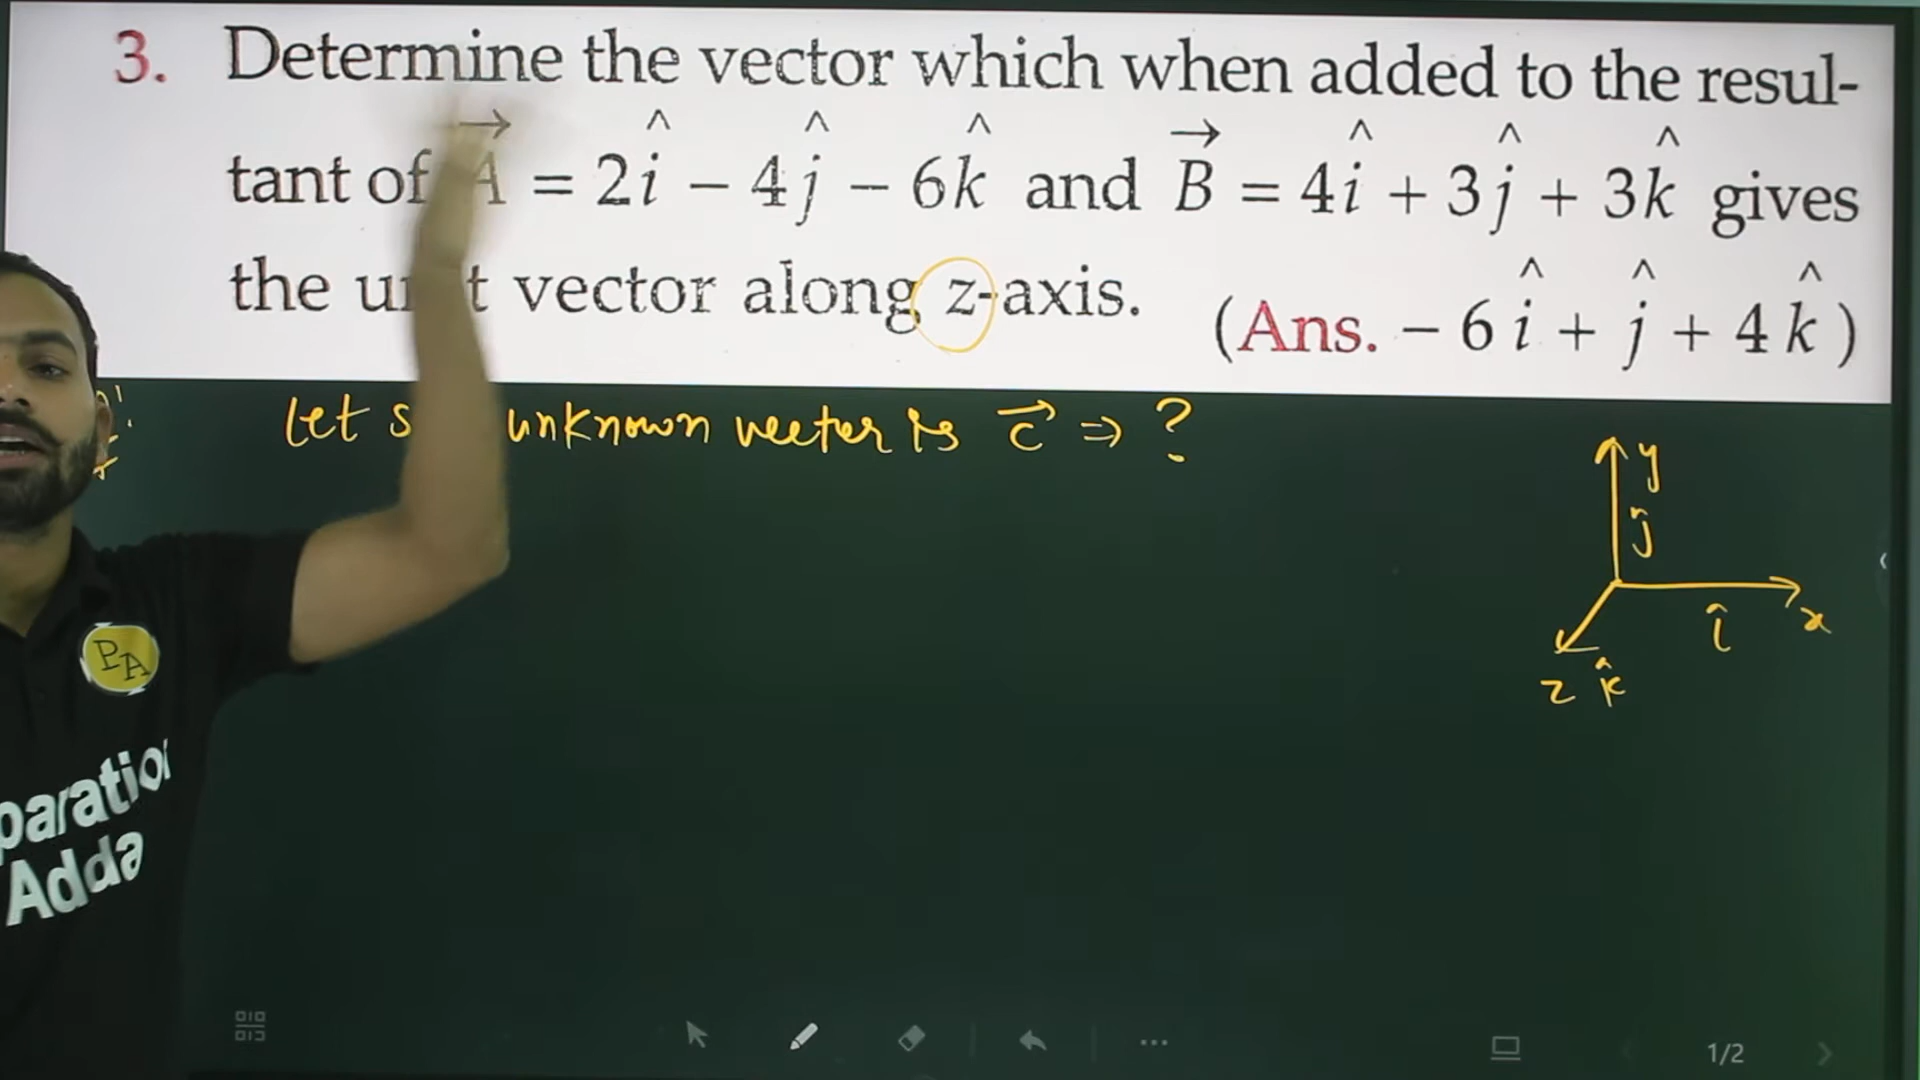 3. Determine the vector which when added to the resul-
tant of A⃗ = 2î − 4ĵ − 6k̂ and B⃗ = 4î + 3ĵ + 3k̂ gives
the vector along z-axis.
(Ans. − 6î + ĵ + 4k̂)
Let unknown vector is c⃗ ⇒ ?
y
ĵ
î
x
z k̂
PA
Adda
1/2